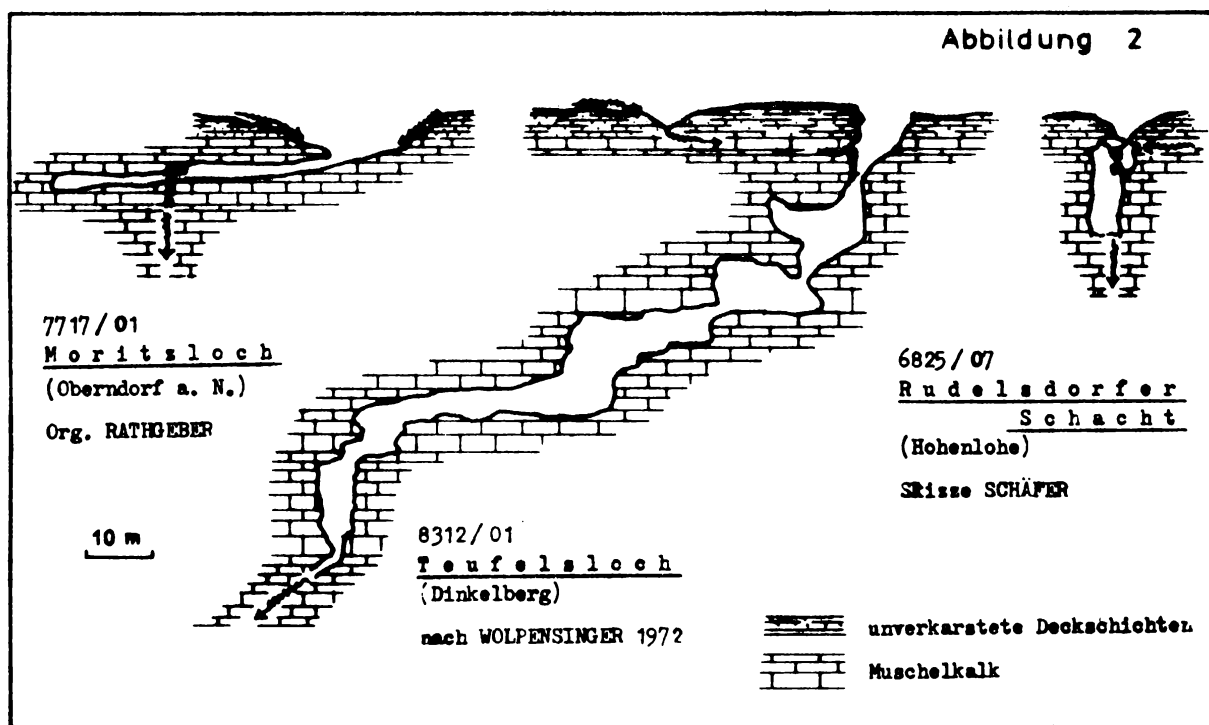 Abbildung 2
7717/01
Moritzloch
(Oberndorf a. N.)
Org. RATHGEBER
10 m
8312/01
Teufelsloch
(Dinkelberg)
nach WOLPENSINGER 1972
6825/07
Rudelsdorfer
Schacht
(Hohenlohe)
Skizze SCHÄFER
unverkarstete Deckschichten
Muschelkalk